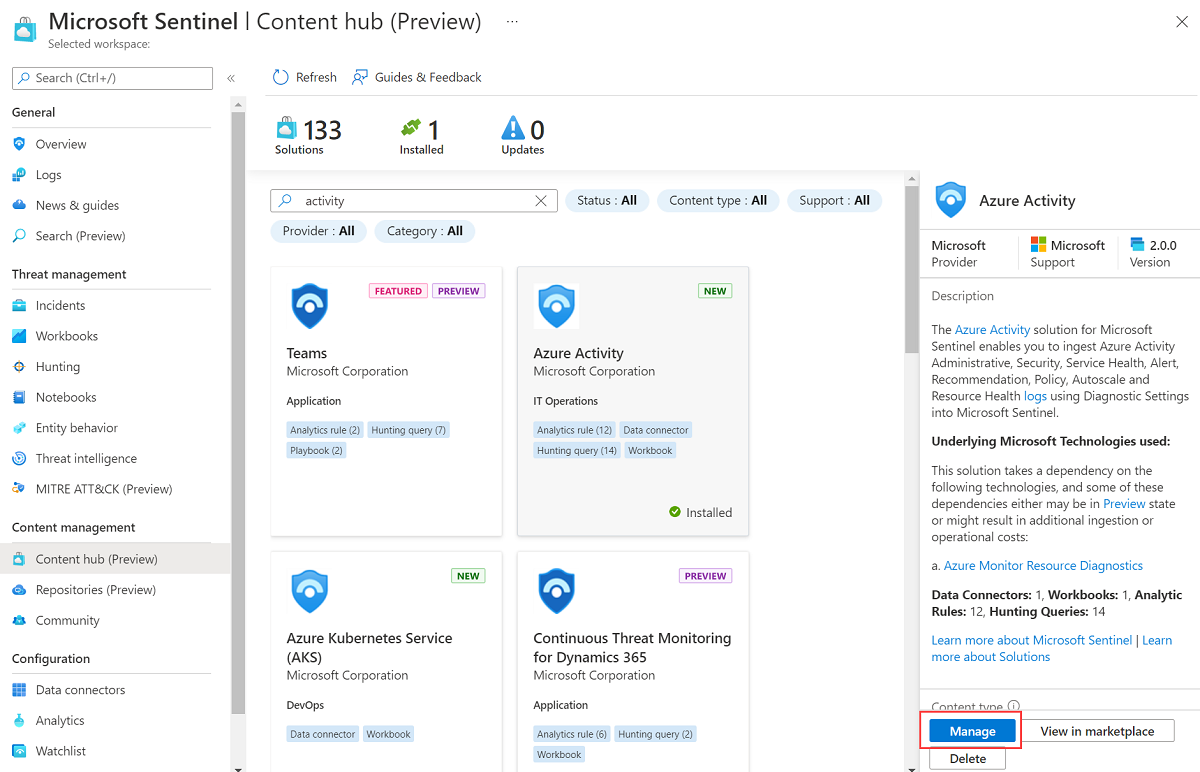 Microsoft Sentinel | Content hub (Preview) ...
Selected workspace:
Search (Ctrl+/)
«
General
Overview
Logs
News & guides
Search (Preview)
Threat management
Incidents
Workbooks
Hunting
Notebooks
Entity behavior
Threat intelligence
MITRE ATT&CK (Preview)
Content management
Content hub (Preview)
Repositories (Preview)
Community
Configuration
Data connectors
Analytics
Watchlist
Refresh
Guides & Feedback
133
Solutions
1
Installed
0
Updates
activity
Status : All
Content type : All
Support : All
Provider : All
Category : All
FEATURED
PREVIEW
Teams
Microsoft Corporation
Application
Analytics rule (2)
Hunting query (7)
Playbook (2)
NEW
Azure Activity
Microsoft Corporation
IT Operations
Analytics rule (12)
Data connector
Hunting query (14)
Workbook
Installed
NEW
Azure Kubernetes Service
(AKS)
Microsoft Corporation
DevOps
Data connector
Workbook
PREVIEW
Continuous Threat Monitoring
for Dynamics 365
Microsoft Corporation
Application
Analytics rule (6)
Hunting query (2)
Workbook
Azure Activity
Microsoft
Provider
Microsoft
Support
2.0.0
Version
Description
The Azure Activity solution for Microsoft
Sentinel enables you to ingest Azure Activity
Administrative, Security, Service Health, Alert,
Recommendation, Policy, Autoscale and
Resource Health logs using Diagnostic Settings
into Microsoft Sentinel.
Underlying Microsoft Technologies used:
This solution takes a dependency on the
following technologies, and some of these
dependencies either may be in Preview state
or might result in additional ingestion or
operational costs:
a. Azure Monitor Resource Diagnostics
Data Connectors: 1, Workbooks: 1, Analytic
Rules: 12, Hunting Queries: 14
Learn more about Microsoft Sentinel | Learn
more about Solutions
Content type
Manage
View in marketplace
Delete